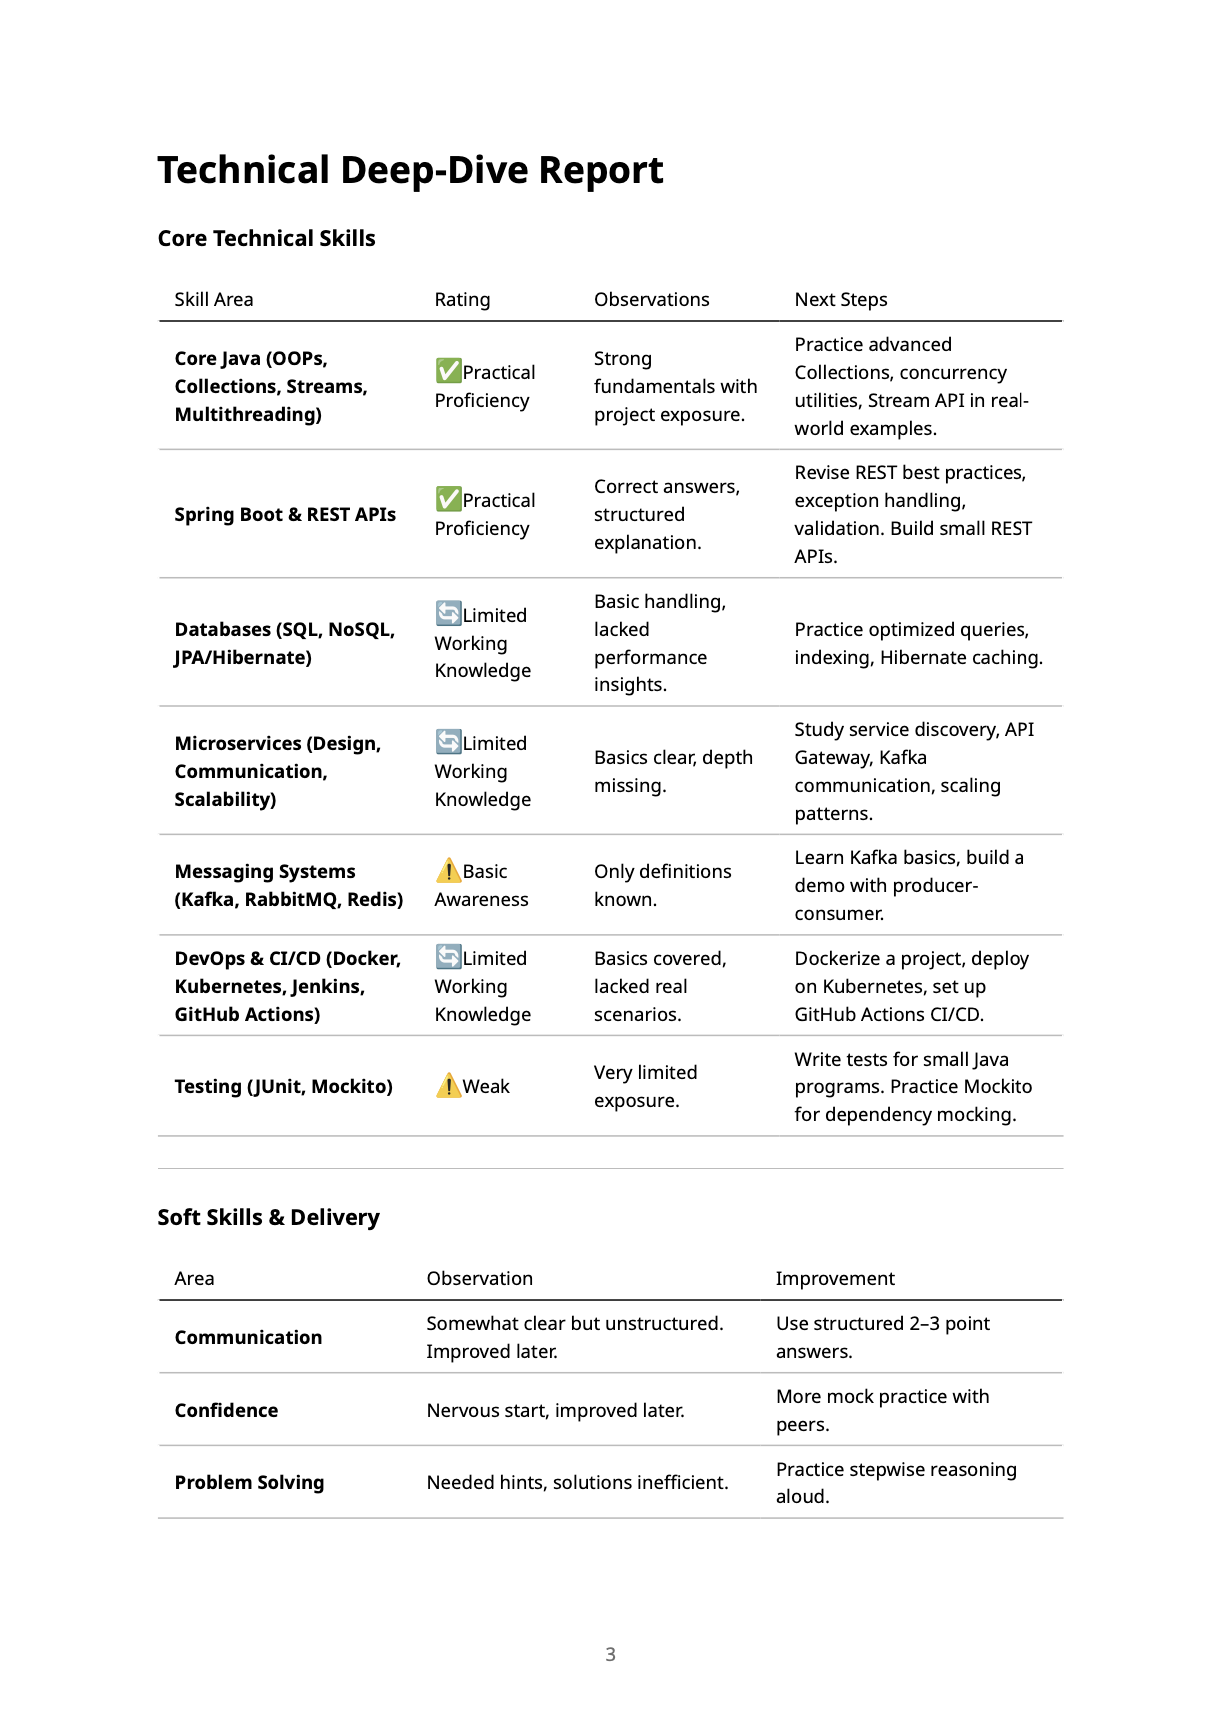 Technical Deep-Dive Report
Core Technical Skills
Skill Area Rating Observations Next Steps
Core Java (OOPs,
Collections, Streams,
Multithreading)
✅Practical
Proficiency
Strong
fundamentals with
project exposure.
Practice advanced
Collections, concurrency
utilities, Stream API in real-
world examples.
Spring Boot & REST APIs
✅Practical
Proficiency
Correct answers,
structured
explanation.
Revise REST best practices,
exception handling,
validation. Build small REST
APIs.
Databases (SQL, NoSQL,
JPA/Hibernate)
🔄Limited
Working
Knowledge
Basic handling,
lacked
performance
insights.
Practice optimized queries,
indexing, Hibernate caching.
Microservices (Design,
Communication,
Scalability)
🔄Limited
Working
Knowledge
Basics clear, depth
missing.
Study service discovery, API
Gateway, Kafka
communication, scaling
patterns.
Messaging Systems
(Kafka, RabbitMQ, Redis)
⚠️Basic
Awareness
Only definitions
known.
Learn Kafka basics, build a
demo with producer-
consumer.
DevOps & CI/CD (Docker,
Kubernetes, Jenkins,
GitHub Actions)
🔄Limited
Working
Knowledge
Basics covered,
lacked real
scenarios.
Dockerize a project, deploy
on Kubernetes, set up
GitHub Actions CI/CD.
Testing (JUnit, Mockito)
⚠️Weak
Very limited
exposure.
Write tests for small Java
programs. Practice Mockito
for dependency mocking.
Soft Skills & Delivery
Area Observation Improvement
Communication
Somewhat clear but unstructured.
Improved later.
Use structured 2–3 point
answers.
Confidence
Nervous start, improved later.
More mock practice with
peers.
Problem Solving
Needed hints, solutions inefficient.
Practice stepwise reasoning
aloud.
3